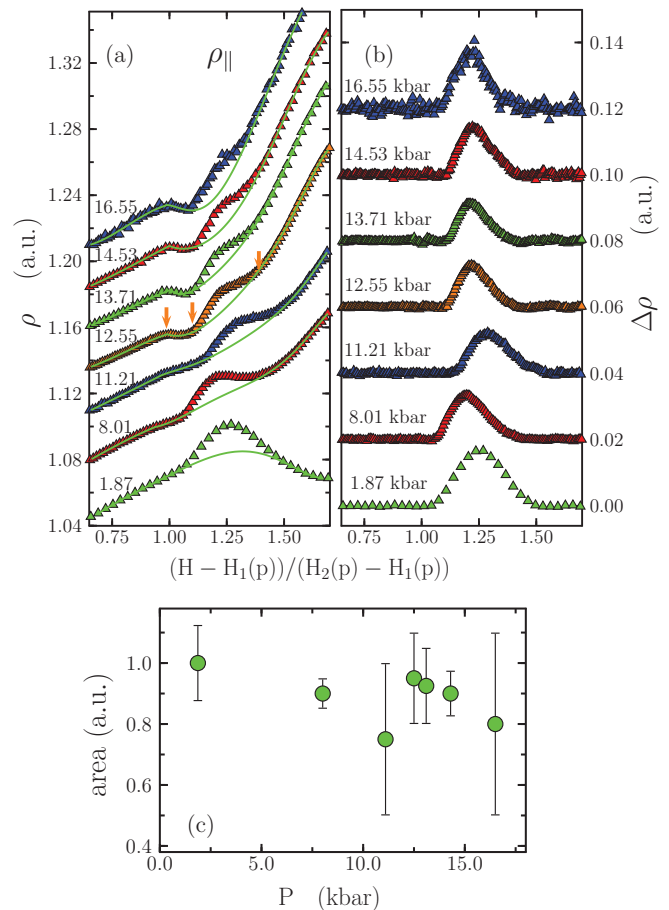 (a) ρ∥
ρ (a.u.)
1.32
1.28
1.24
1.20
1.16
1.12
1.08
1.04
16.55
14.53
13.71
12.55
11.21
8.01
1.87
0.75 1.00 1.25 1.50
(b)
16.55 kbar
14.53 kbar
13.71 kbar
12.55 kbar
11.21 kbar
8.01 kbar
1.87 kbar
0.14
0.12
0.10
0.08
0.06
0.04
0.02
0.00
Δρ (a.u.)
0.75 1.00 1.25 1.50
(H − H1(p))/(H2(p) − H1(p))
area (a.u.)
1.0
0.8
0.6
0.4
(c)
0.0 5.0 10.0 15.0
P (kbar)